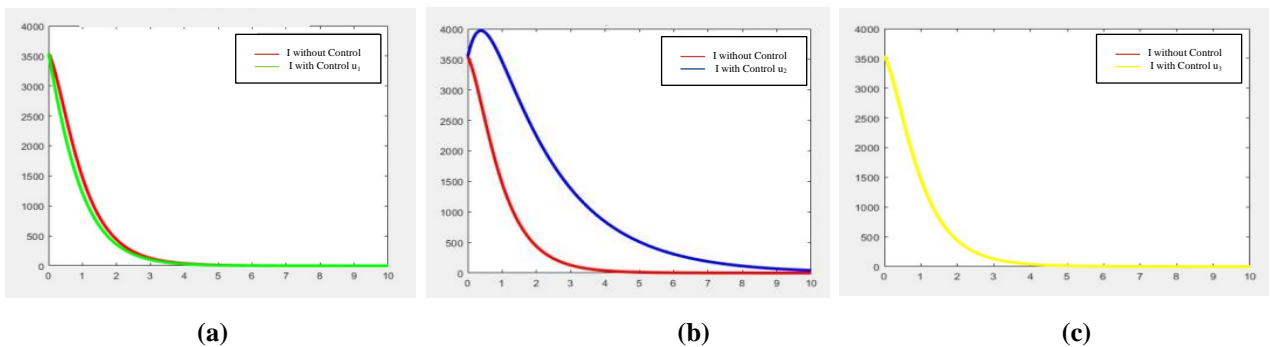 4000
3500
3000
2500
2000
1500
1000
500
0
0 1 2 3 4 5 6 7 8 9 10
I without Control
I with Control u₁
(a)
4000
3500
3000
2500
2000
1500
1000
500
0
0 1 2 3 4 5 6 7 8 9 10
I without Control
I with Control u₂
(b)
4000
3500
3000
2500
2000
1500
1000
500
0
0 1 2 3 4 5 6 7 8 9 10
I without Control
I with Control u₃
(c)